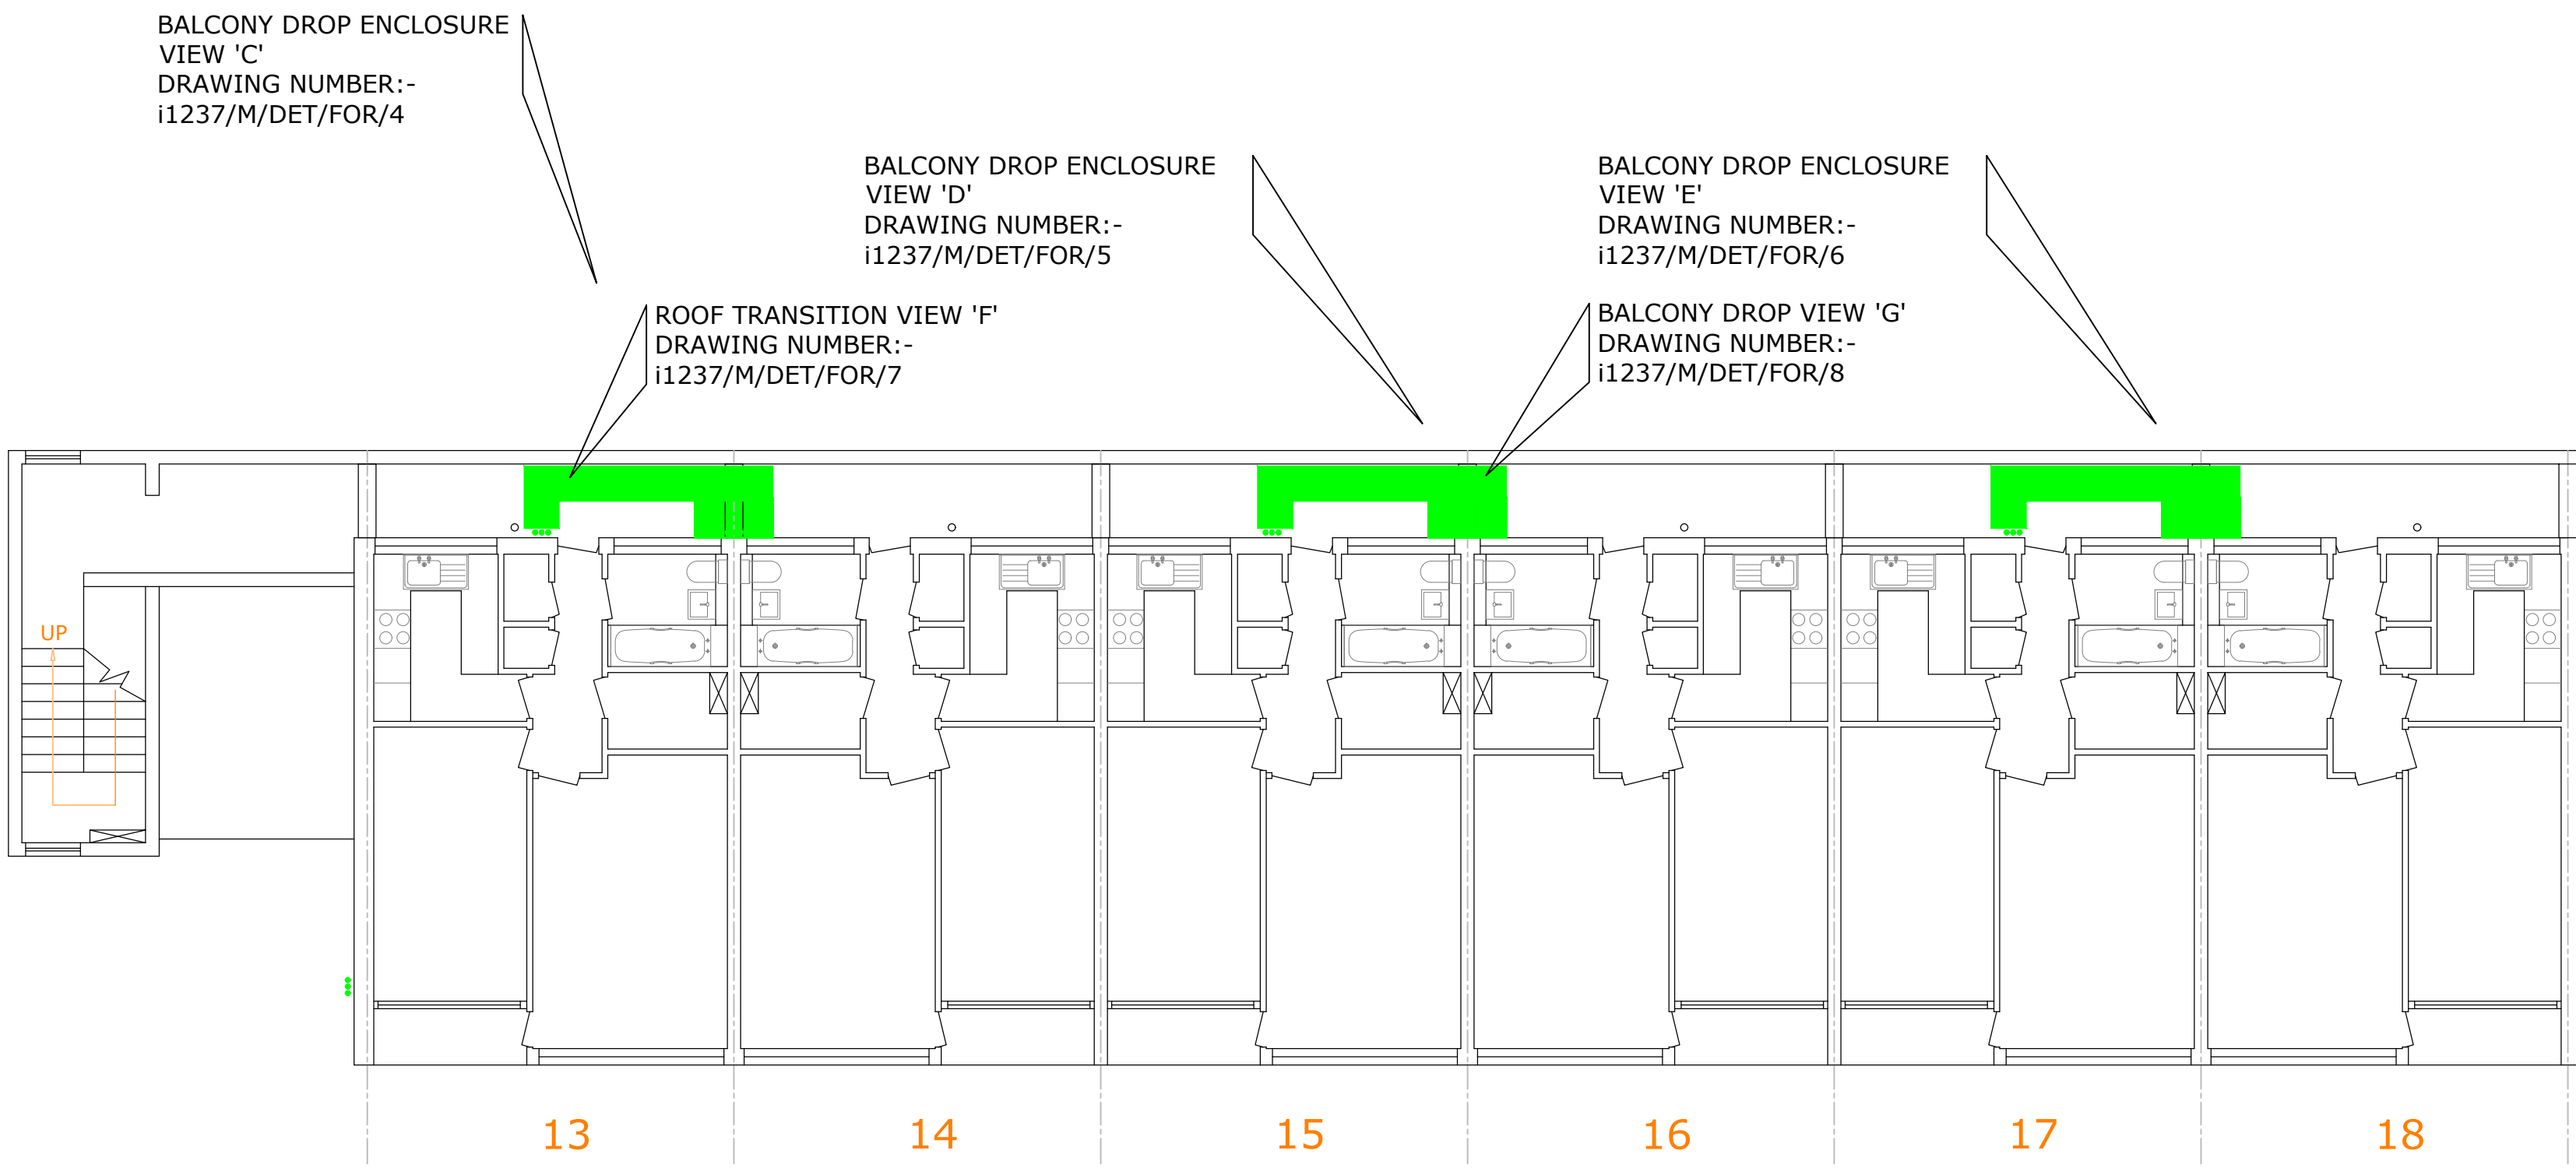 BALCONY DROP ENCLOSURE
VIEW 'C'
DRAWING NUMBER:-
i1237/M/DET/FOR/4
BALCONY DROP ENCLOSURE
VIEW 'D'
DRAWING NUMBER:-
i1237/M/DET/FOR/5
BALCONY DROP ENCLOSURE
VIEW 'E'
DRAWING NUMBER:-
i1237/M/DET/FOR/6
ROOF TRANSITION VIEW 'F'
DRAWING NUMBER:-
i1237/M/DET/FOR/7
BALCONY DROP VIEW 'G'
DRAWING NUMBER:-
i1237/M/DET/FOR/8
UP
13
14
15
16
17
18